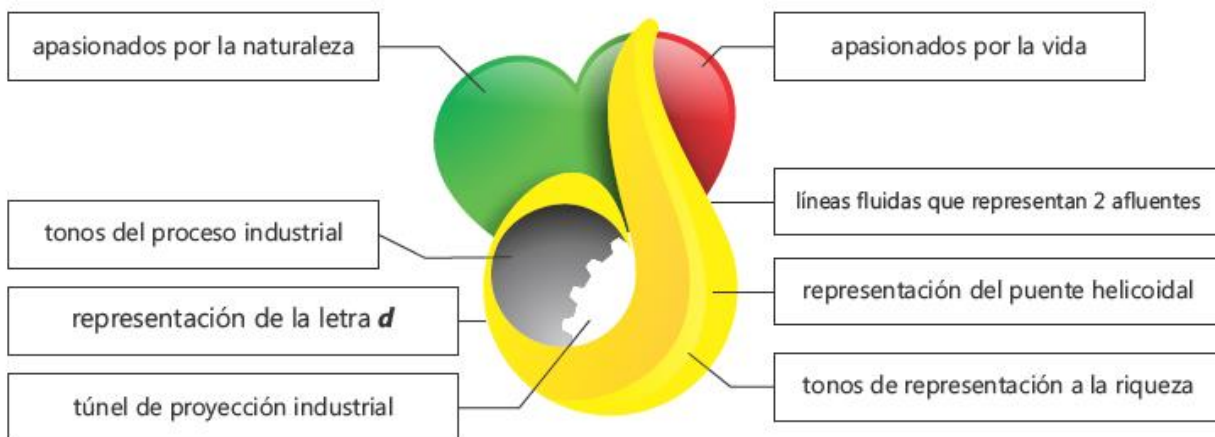 apasionados por la naturaleza
apasionados por la vida
tonos del proceso industrial
líneas fluidas que representan 2 afluentes
representación de la letra d
representación del puente helicoidal
túnel de proyección industrial
tonos de representación a la riqueza